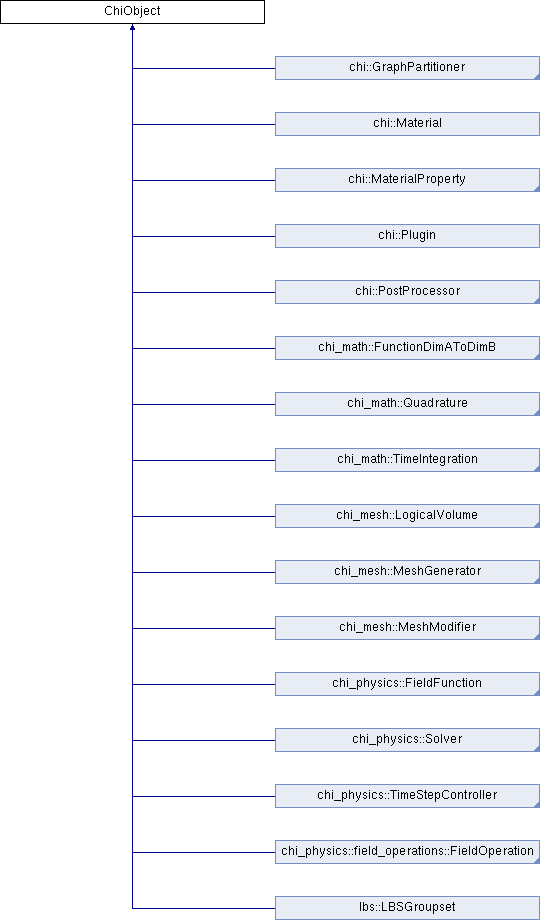 ChiObject
chi::GraphPartitioner
chi::Material
chi::MaterialProperty
chi::Plugin
chi::PostProcessor
chi_math::FunctionDimAToDimB
chi_math::Quadrature
chi_math::TimeIntegration
chi_mesh::LogicalVolume
chi_mesh::MeshGenerator
chi_mesh::MeshModifier
chi_physics::FieldFunction
chi_physics::Solver
chi_physics::TimeStepController
chi_physics::field_operations::FieldOperation
lbs::LBSGroupset